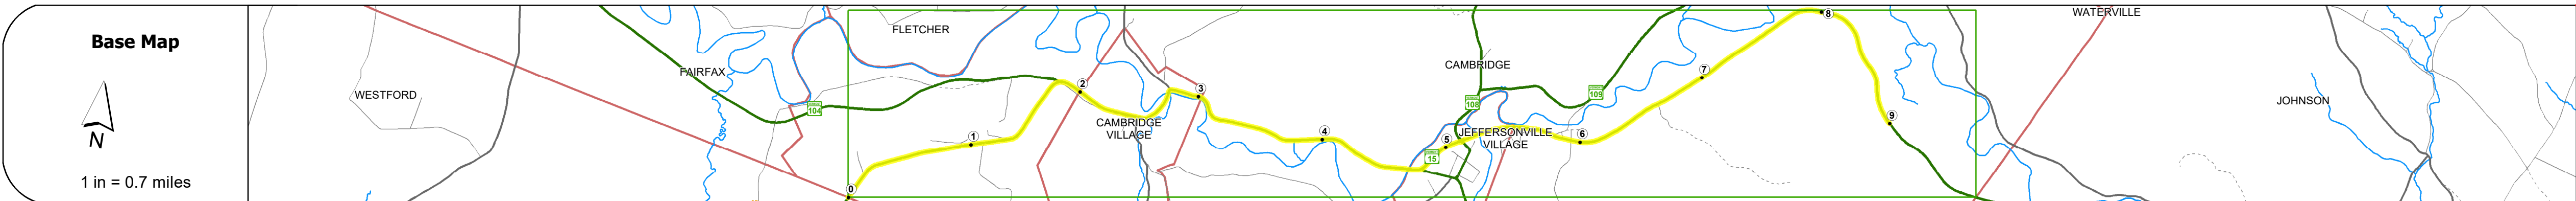 Base Map
N
1 in = 0.7 miles
WESTFORD
FAIRFAX
FLETCHER
104
0
1
2
CAMBRIDGE
VILLAGE
3
4
CAMBRIDGE
108
109
15
5
JEFFERSONVILLE
VILLAGE
6
7
8
9
WATERVILLE
JOHNSON